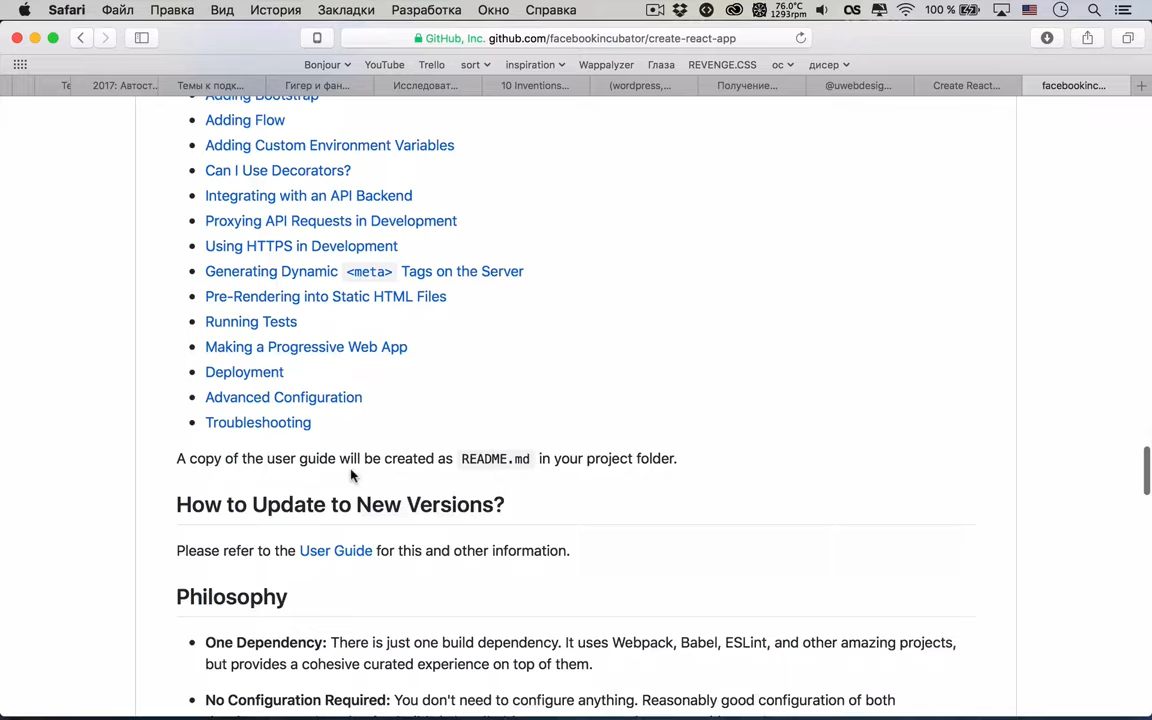 Safari Файл Правка Вид История Закладки Разработка Окно Справка 76.0°C 1293rpm 100 %
GitHub, Inc. github.com/facebookincubator/create-react-app
Bonjour YouTube Trello sort inspiration Wappalyzer Глаза REVENGE.CSS ос дисер
Те 2017: Автост... Темы к подк... Гигер и фан... Исследоват... 10 Inventions... (wordpress,... Получение... @uwebdesig... Create React... facebookinc...
Adding Bootstrap
Adding Flow
Adding Custom Environment Variables
Can I Use Decorators?
Integrating with an API Backend
Proxying API Requests in Development
Using HTTPS in Development
Generating Dynamic <meta> Tags on the Server
Pre-Rendering into Static HTML Files
Running Tests
Making a Progressive Web App
Deployment
Advanced Configuration
Troubleshooting
A copy of the user guide will be created as README.md in your project folder.
How to Update to New Versions?
Please refer to the User Guide for this and other information.
Philosophy
One Dependency: There is just one build dependency. It uses Webpack, Babel, ESLint, and other amazing projects,
but provides a cohesive curated experience on top of them.
No Configuration Required: You don't need to configure anything. Reasonably good configuration of both